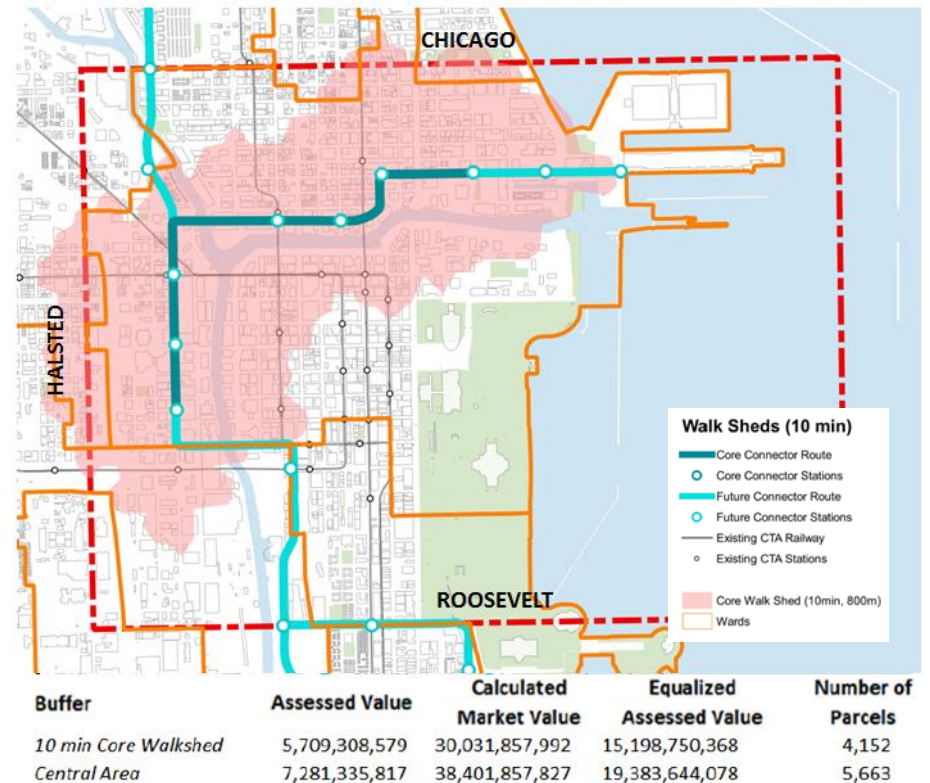 CHICAGO
HALSTED
ROOSEVELT
Walk Sheds (10 min)
Core Connector Route
Core Connector Stations
Future Connector Route
Future Connector Stations
Existing CTA Railway
Existing CTA Stations
Core Walk Shed (10min, 800m)
Wards
Buffer Assessed Value Calculated Market Value Equalized Assessed Value Number of Parcels
10 min Core Walkshed 5,709,308,579 30,031,857,992 15,198,750,368 4,152
Central Area 7,281,335,817 38,401,857,827 19,383,644,078 5,663